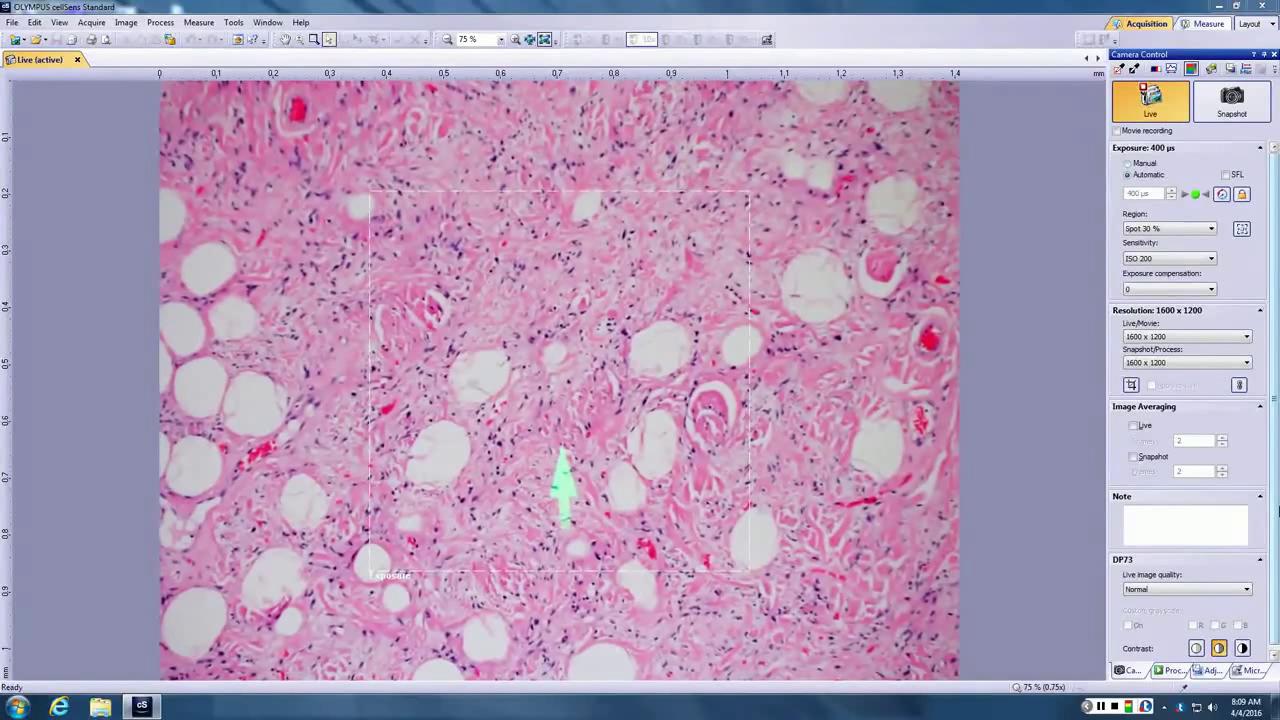 OLYMPUS cellSens Standard
File Edit View Acquire Image Process Measure Tools Window Help
Acquisition Measure Layout
75 %
Live (active)
0 0,1 0,2 0,3 0,4 0,5 0,6 0,7 0,8 0,9 1 1,1 1,2 1,3 1,4 mm
0,1
0,2
0,3
0,4
0,5
0,6
0,7
0,8
0,9
1
Exposure
Camera Control
Live Snapshot
Movie recording
Exposure: 400 µs
Manual
Automatic SFL
400 µs
Region:
Spot 30 %
Sensitivity:
ISO 200
Exposure compensation:
0
Resolution: 1600 x 1200
Live/Movie:
1600 x 1200
Snapshot/Process:
1600 x 1200
Image Averaging
Live
2
Snapshot
2
Note
DP73
Live image quality:
Normal
Custom grayscale:
On R G B
Contrast:
Ca... Proc... Adj... Micr...
Ready
75 % (0.75x)
8:09 AM
4/4/2016